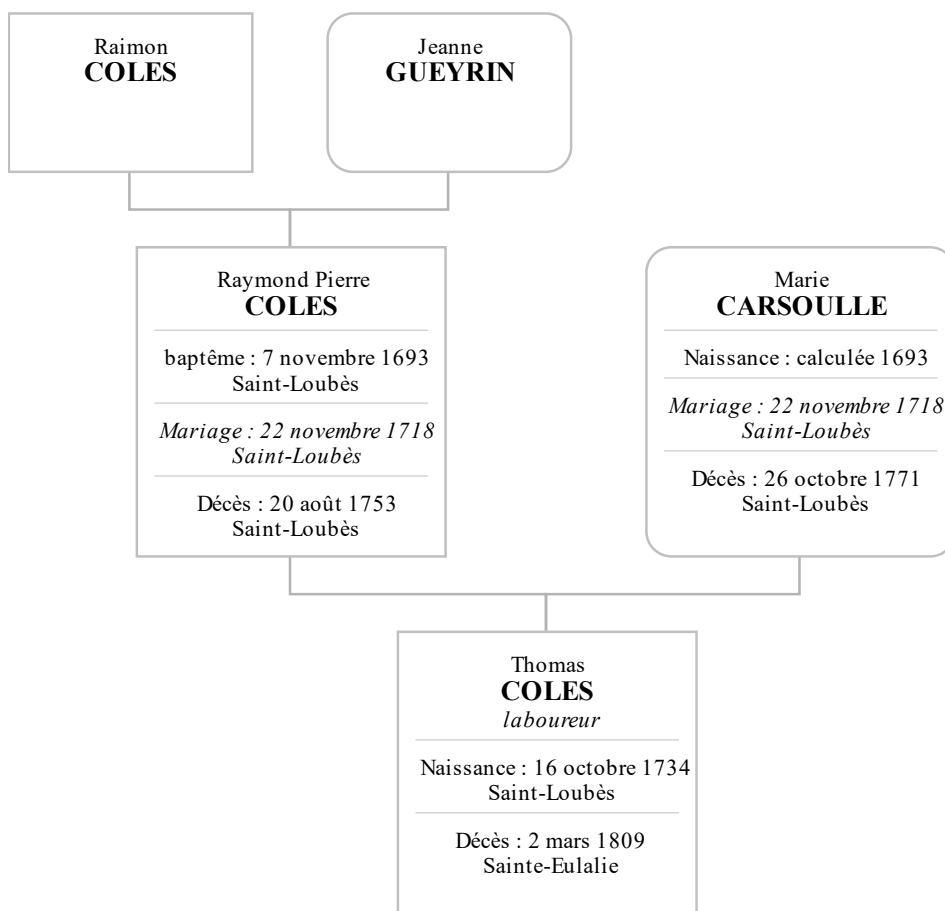 Raimon
COLES
Jeanne
GUEYRIN
Raymond Pierre
COLES
baptême : 7 novembre 1693
Saint-Loubès
Mariage : 22 novembre 1718
Saint-Loubès
Décès : 20 août 1753
Saint-Loubès
Marie
CARSOULLE
Naissance : calculée 1693
Mariage : 22 novembre 1718
Saint-Loubès
Décès : 26 octobre 1771
Saint-Loubès
Thomas
COLES
laboureur
Naissance : 16 octobre 1734
Saint-Loubès
Décès : 2 mars 1809
Sainte-Eulalie